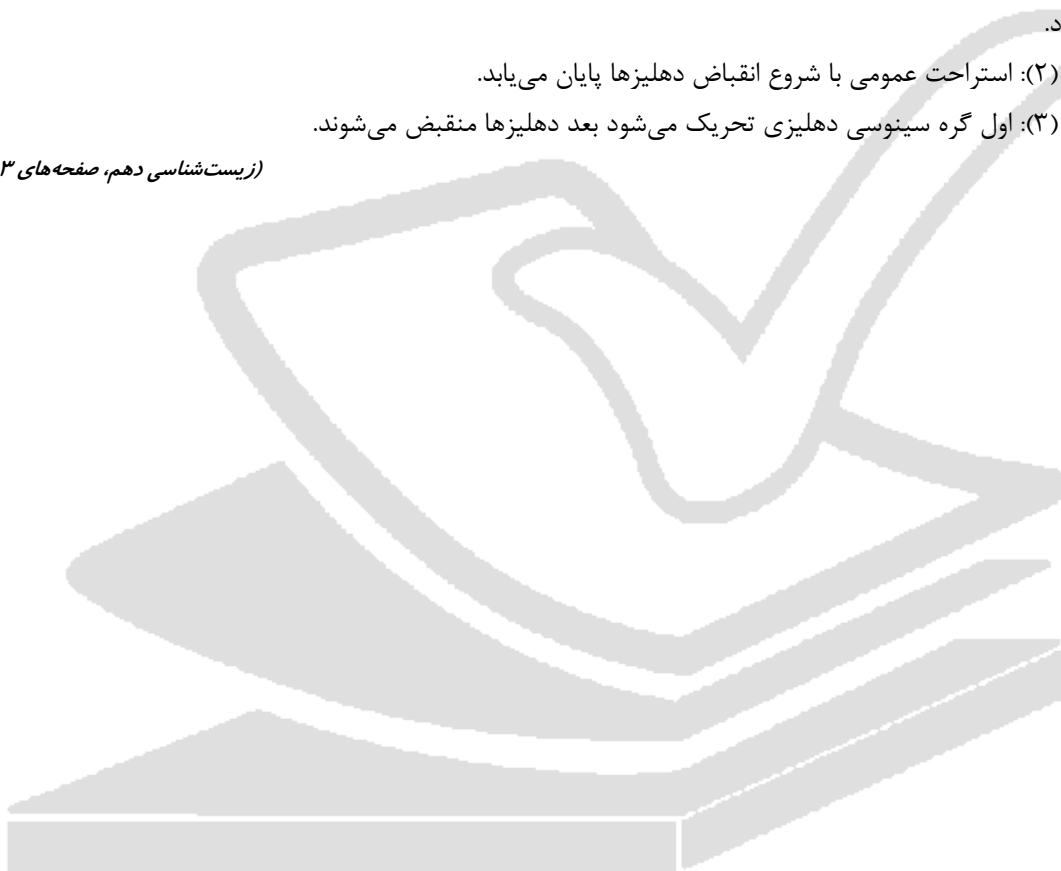 د.
(۲): استراحت عمومی با شروع انقباض دهلیزها پایان می‌یابد.
(۳): اول گره سینوسی دهلیزی تحریک می‌شود بعد دهلیزها منقبض می‌شوند.
(زیست‌شناسی دهم، صفحه‌های ۳